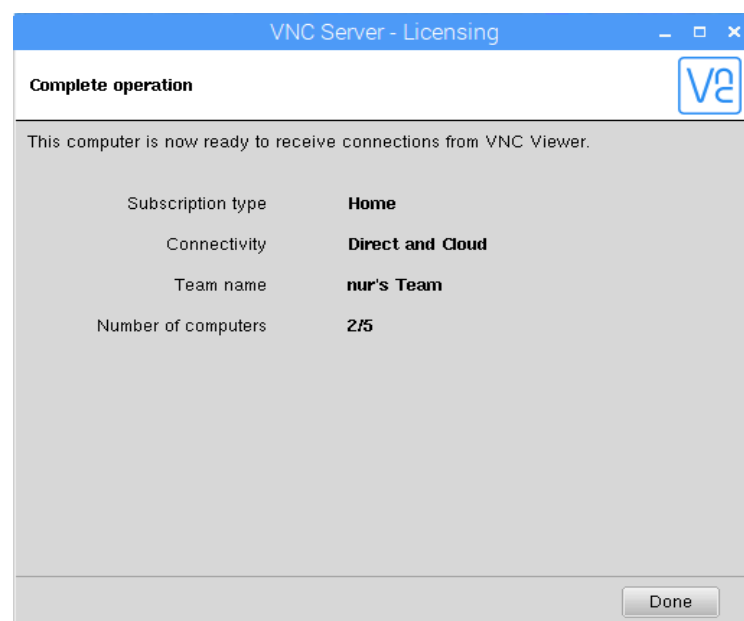 VNC Server - Licensing
Complete operation
VNC
This computer is now ready to receive connections from VNC Viewer.
Subscription type Home
Connectivity Direct and Cloud
Team name nur's Team
Number of computers 2/5
Done